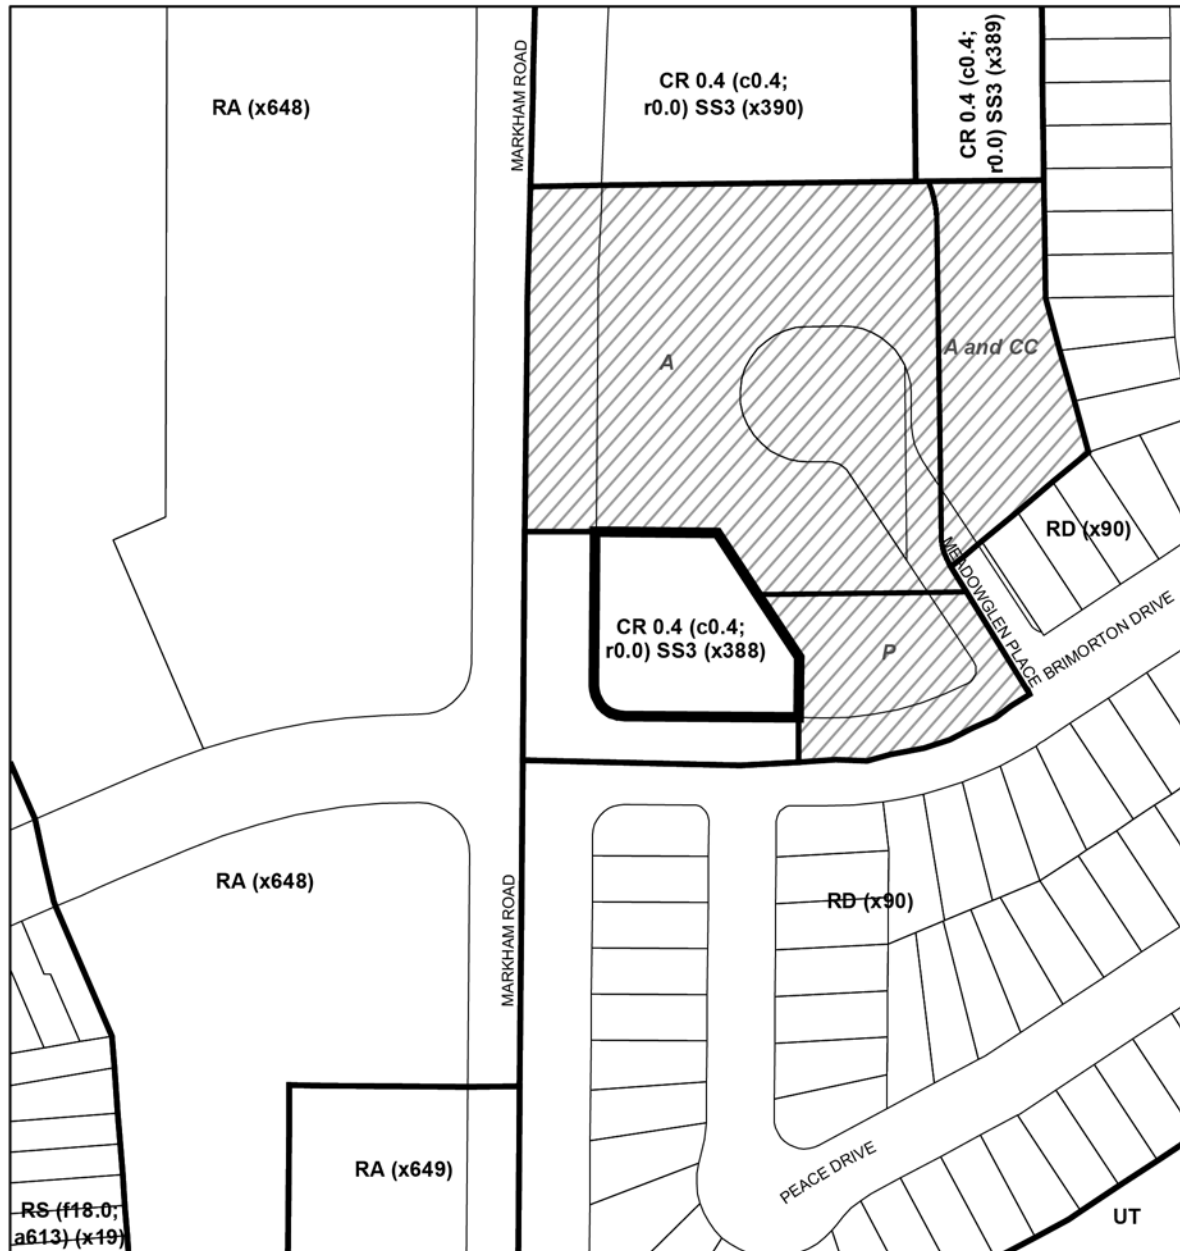 MARKHAM ROAD
RA (x648)
CR 0.4 (c0.4;
r0.0) SS3 (x390)
CR 0.4 (c0.4;
r0.0) SS3 (x389)
A
A and CC
RD (x90)
MEADOWGLEN PLACE
BRIMORTON DRIVE
CR 0.4 (c0.4;
r0.0) SS3 (x388)
P
RA (x648)
MARKHAM ROAD
RD (x90)
RA (x649)
PEACE DRIVE
RS (f18.0;
a613) (x19)
UT